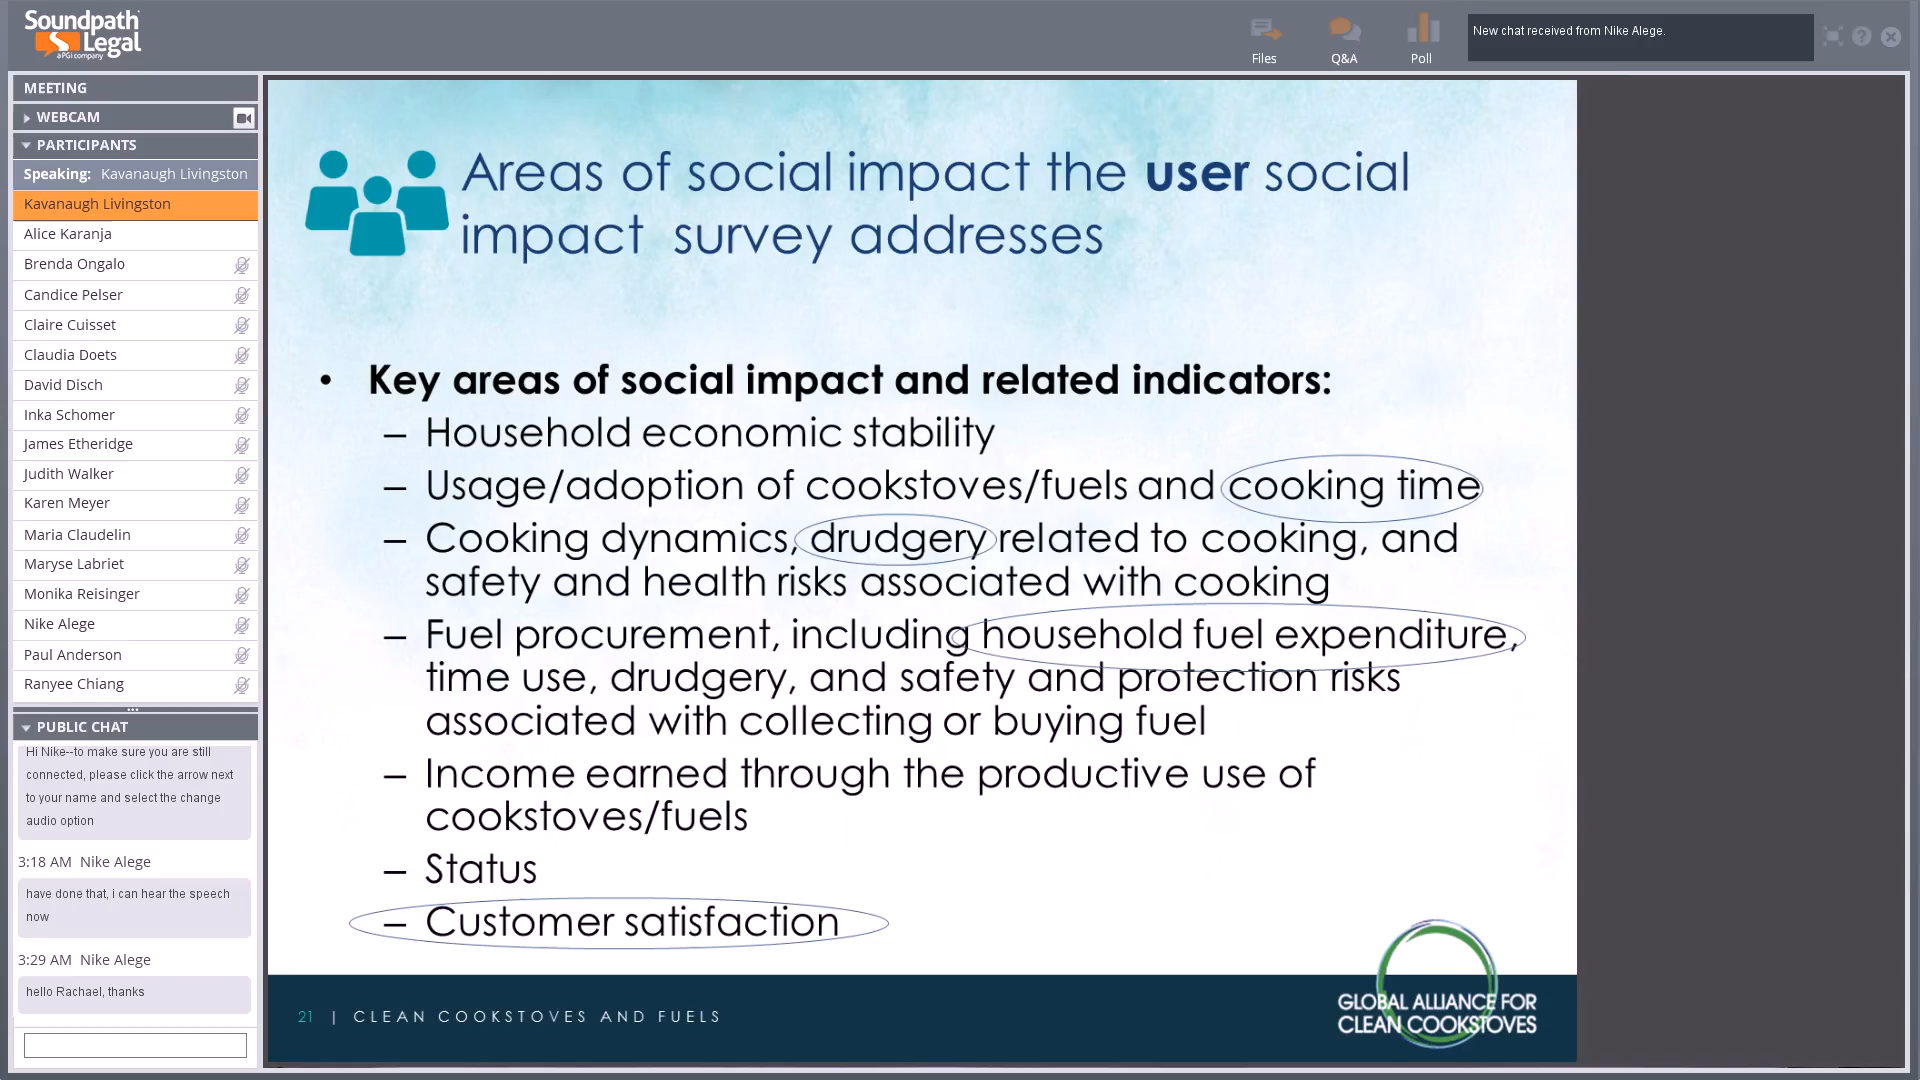 Soundpath
Legal
a PGi company
Files
Q&A
Poll
New chat received from Nike Alege.
MEETING
WEBCAM
PARTICIPANTS
Speaking: Kavanaugh Livingston
Kavanaugh Livingston
Alice Karanja
Brenda Ongalo
Candice Pelser
Claire Cuisset
Claudia Doets
David Disch
Inka Schomer
James Etheridge
Judith Walker
Karen Meyer
Maria Claudelin
Maryse Labriet
Monika Reisinger
Nike Alege
Paul Anderson
Ranyee Chiang
PUBLIC CHAT
Hi Nike--to make sure you are still
connected, please click the arrow next
to your name and select the change
audio option
3:18 AM Nike Alege
have done that, i can hear the speech
now
3:29 AM Nike Alege
hello Rachael, thanks
Areas of social impact the user social
impact survey addresses
• Key areas of social impact and related indicators:
– Household economic stability
– Usage/adoption of cookstoves/fuels and cooking time
– Cooking dynamics, drudgery related to cooking, and
safety and health risks associated with cooking
– Fuel procurement, including household fuel expenditure,
time use, drudgery, and safety and protection risks
associated with collecting or buying fuel
– Income earned through the productive use of
cookstoves/fuels
– Status
– Customer satisfaction
21 | CLEAN COOKSTOVES AND FUELS
GLOBAL ALLIANCE FOR
CLEAN COOKSTOVES